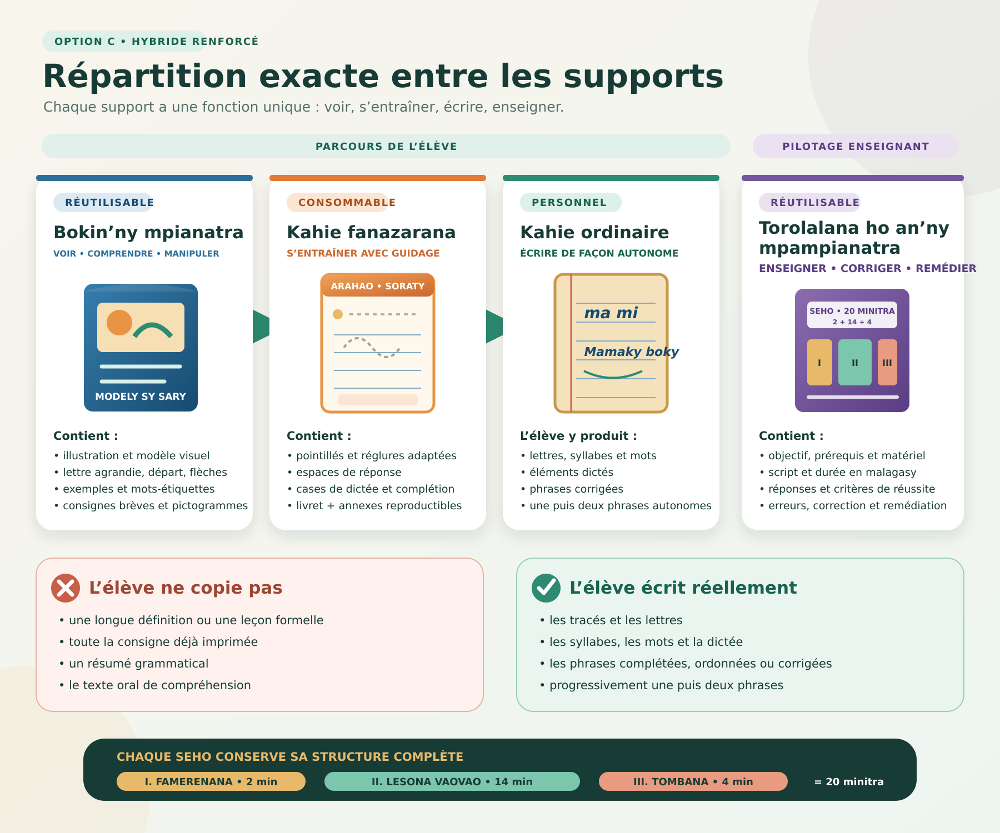 OPTION C • HYBRIDE RENFORCÉ
Répartition exacte entre les supports
Chaque support a une fonction unique : voir, s’entraîner, écrire, enseigner.
PARCOURS DE L’ÉLÈVE
PILOTAGE ENSEIGNANT
RÉUTILISABLE
Bokin’ny mpianatra
VOIR • COMPRENDRE • MANIPULER
MODELY SY SARY
Contient :
• illustration et modèle visuel
• lettre agrandie, départ, flèches
• exemples et mots-étiquettes
• consignes brèves et pictogrammes
CONSOMMABLE
Kahie fanazarana
S’ENTRAÎNER AVEC GUIDAGE
ARAHAO • SORATY
Contient :
• pointillés et réglures adaptées
• espaces de réponse
• cases de dictée et complétion
• livret + annexes reproductibles
PERSONNEL
Kahie ordinaire
ÉCRIRE DE FAÇON AUTONOME
ma mi
Mamaky boky
L’élève y produit :
• lettres, syllabes et mots
• éléments dictés
• phrases corrigées
• une puis deux phrases autonomes
RÉUTILISABLE
Torolalana ho an’ny
mpampianatra
ENSEIGNER • CORRIGER • REMÉDIER
SEHO • 20 MINITRA
2 + 14 + 4
I II III
Contient :
• objectif, prérequis et matériel
• script et durée en malagasy
• réponses et critères de réussite
• erreurs, correction et remédiation
L’élève ne copie pas
• une longue définition ou une leçon formelle
• toute la consigne déjà imprimée
• un résumé grammatical
• le texte oral de compréhension
L’élève écrit réellement
• les tracés et les lettres
• les syllabes, les mots et la dictée
• les phrases complétées, ordonnées ou corrigées
• progressivement une puis deux phrases
CHAQUE SEHO CONSERVE SA STRUCTURE COMPLÈTE
I. FAMERENANA • 2 min
II. LESONA VAOVAO • 14 min
III. TOMBANA • 4 min
= 20 minitra